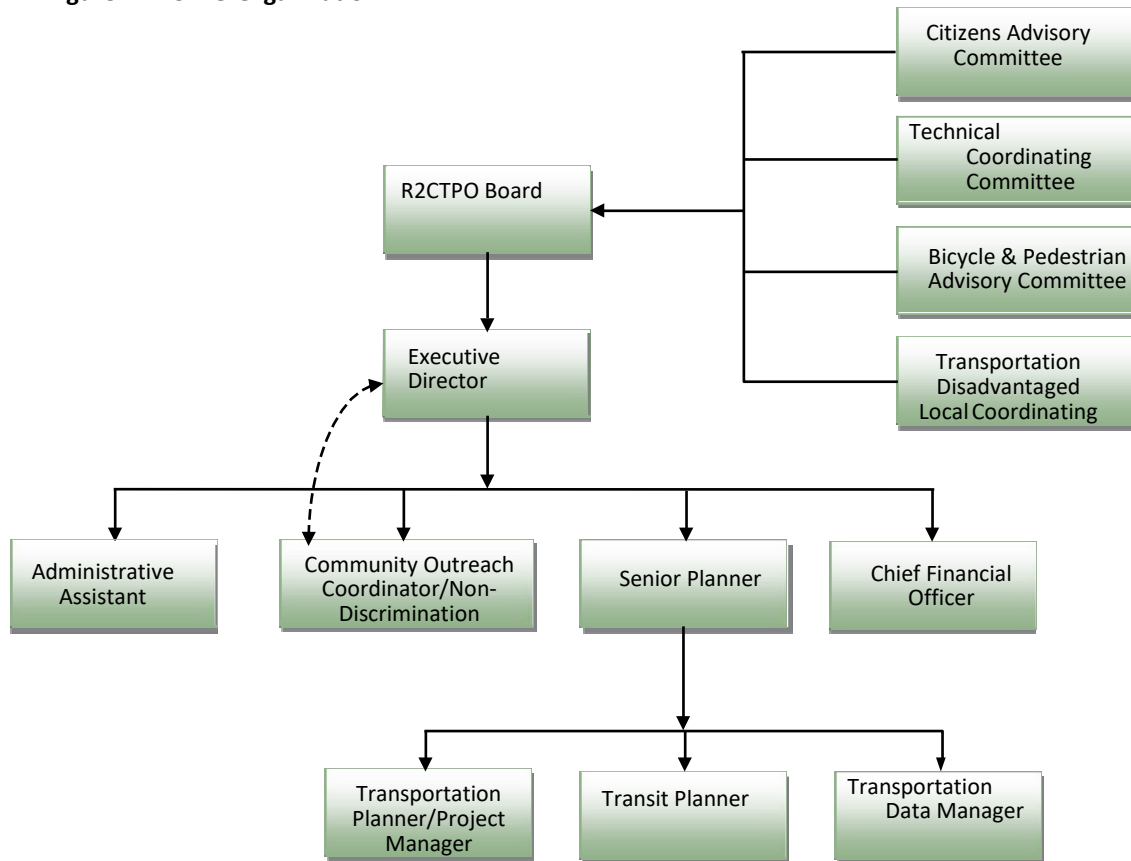 Citizens Advisory
Committee
Technical
Coordinating
Committee
R2CTPO Board
Bicycle & Pedestrian
Advisory Committee
Executive
Director
Transportation
Disadvantaged
Local Coordinating
Administrative
Assistant
Community Outreach
Coordinator/Non-
Discrimination
Senior Planner
Chief Financial
Officer
Transportation
Planner/Project
Manager
Transit Planner
Transportation
Data Manager